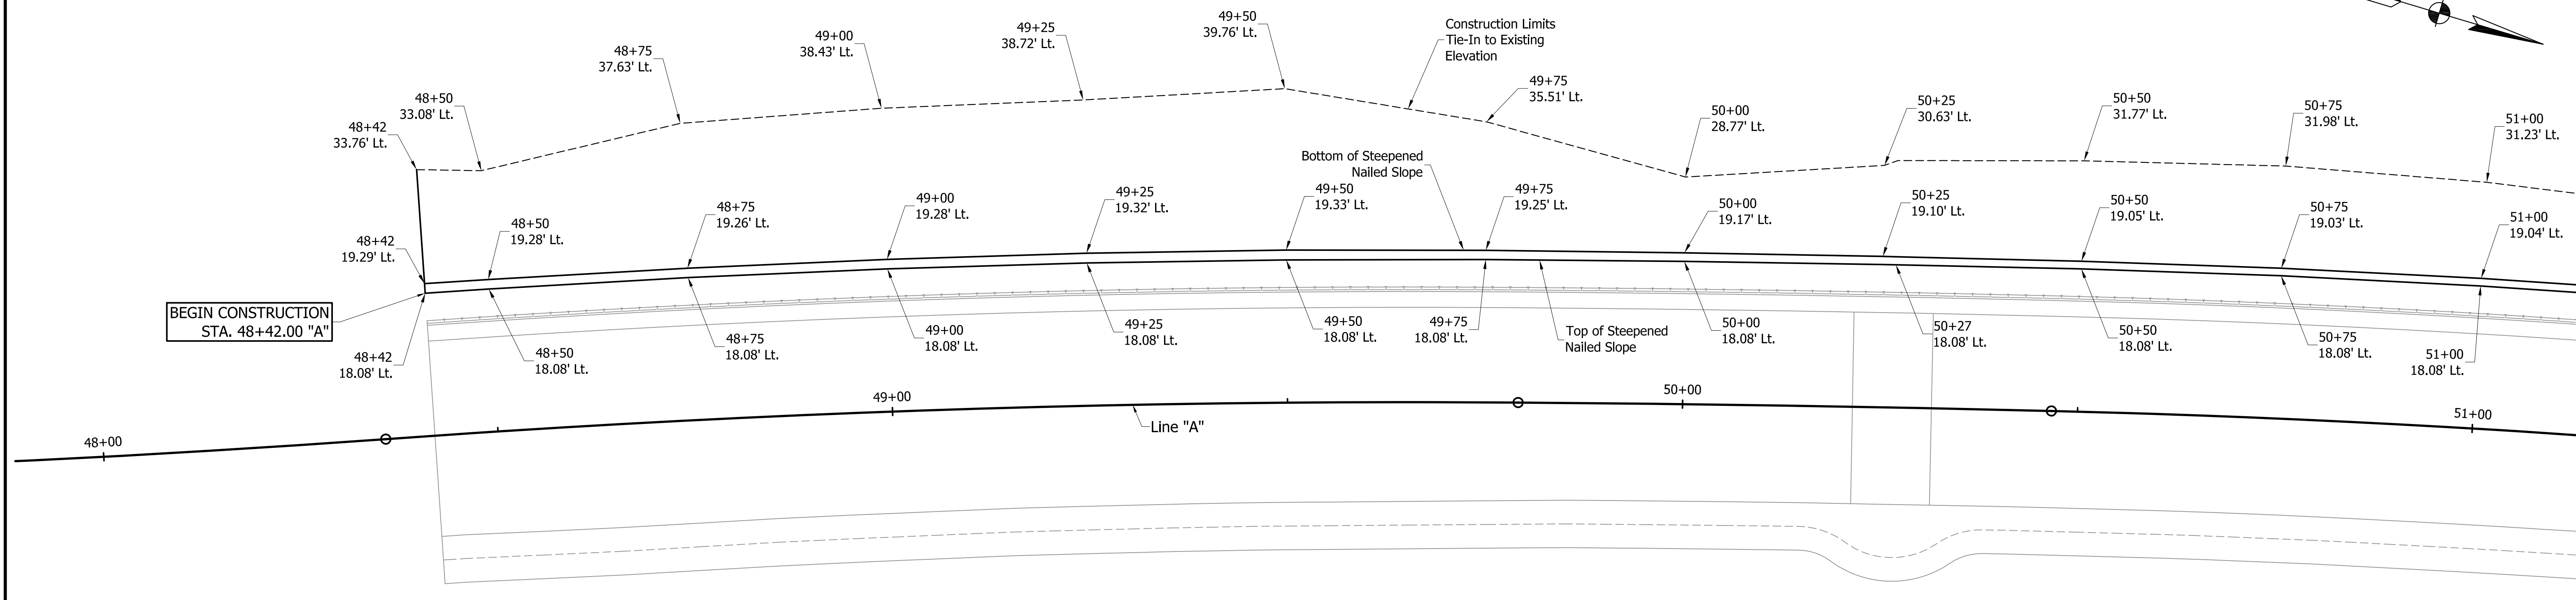 48+42
33.76' Lt.
48+50
33.08' Lt.
48+75
37.63' Lt.
49+00
38.43' Lt.
49+25
38.72' Lt.
49+50
39.76' Lt.
Construction Limits
Tie-In to Existing
Elevation
49+75
35.51' Lt.
50+00
28.77' Lt.
50+25
30.63' Lt.
50+50
31.77' Lt.
50+75
31.98' Lt.
51+00
31.23' Lt.
48+42
19.29' Lt.
48+50
19.28' Lt.
48+75
19.26' Lt.
49+00
19.28' Lt.
49+25
19.32' Lt.
49+50
19.33' Lt.
Bottom of Steepened
Nailed Slope
49+75
19.25' Lt.
50+00
19.17' Lt.
50+25
19.10' Lt.
50+50
19.05' Lt.
50+75
19.03' Lt.
51+00
19.04' Lt.
BEGIN CONSTRUCTION
STA. 48+42.00 "A"
48+42
18.08' Lt.
48+50
18.08' Lt.
48+75
18.08' Lt.
49+00
18.08' Lt.
49+25
18.08' Lt.
49+50
18.08' Lt.
49+75
18.08' Lt.
Top of Steepened
Nailed Slope
50+00
18.08' Lt.
50+27
18.08' Lt.
50+50
18.08' Lt.
50+75
18.08' Lt.
51+00
18.08' Lt.
48+00
49+00
Line "A"
50+00
51+00